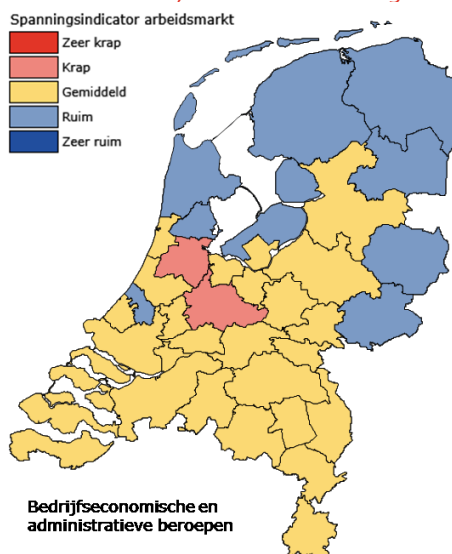 Spanningsindicator arbeidsmarkt
Zeer krap
Krap
Gemiddeld
Ruim
Zeer ruim
Bedrijfseconomische en
administratieve beroepen